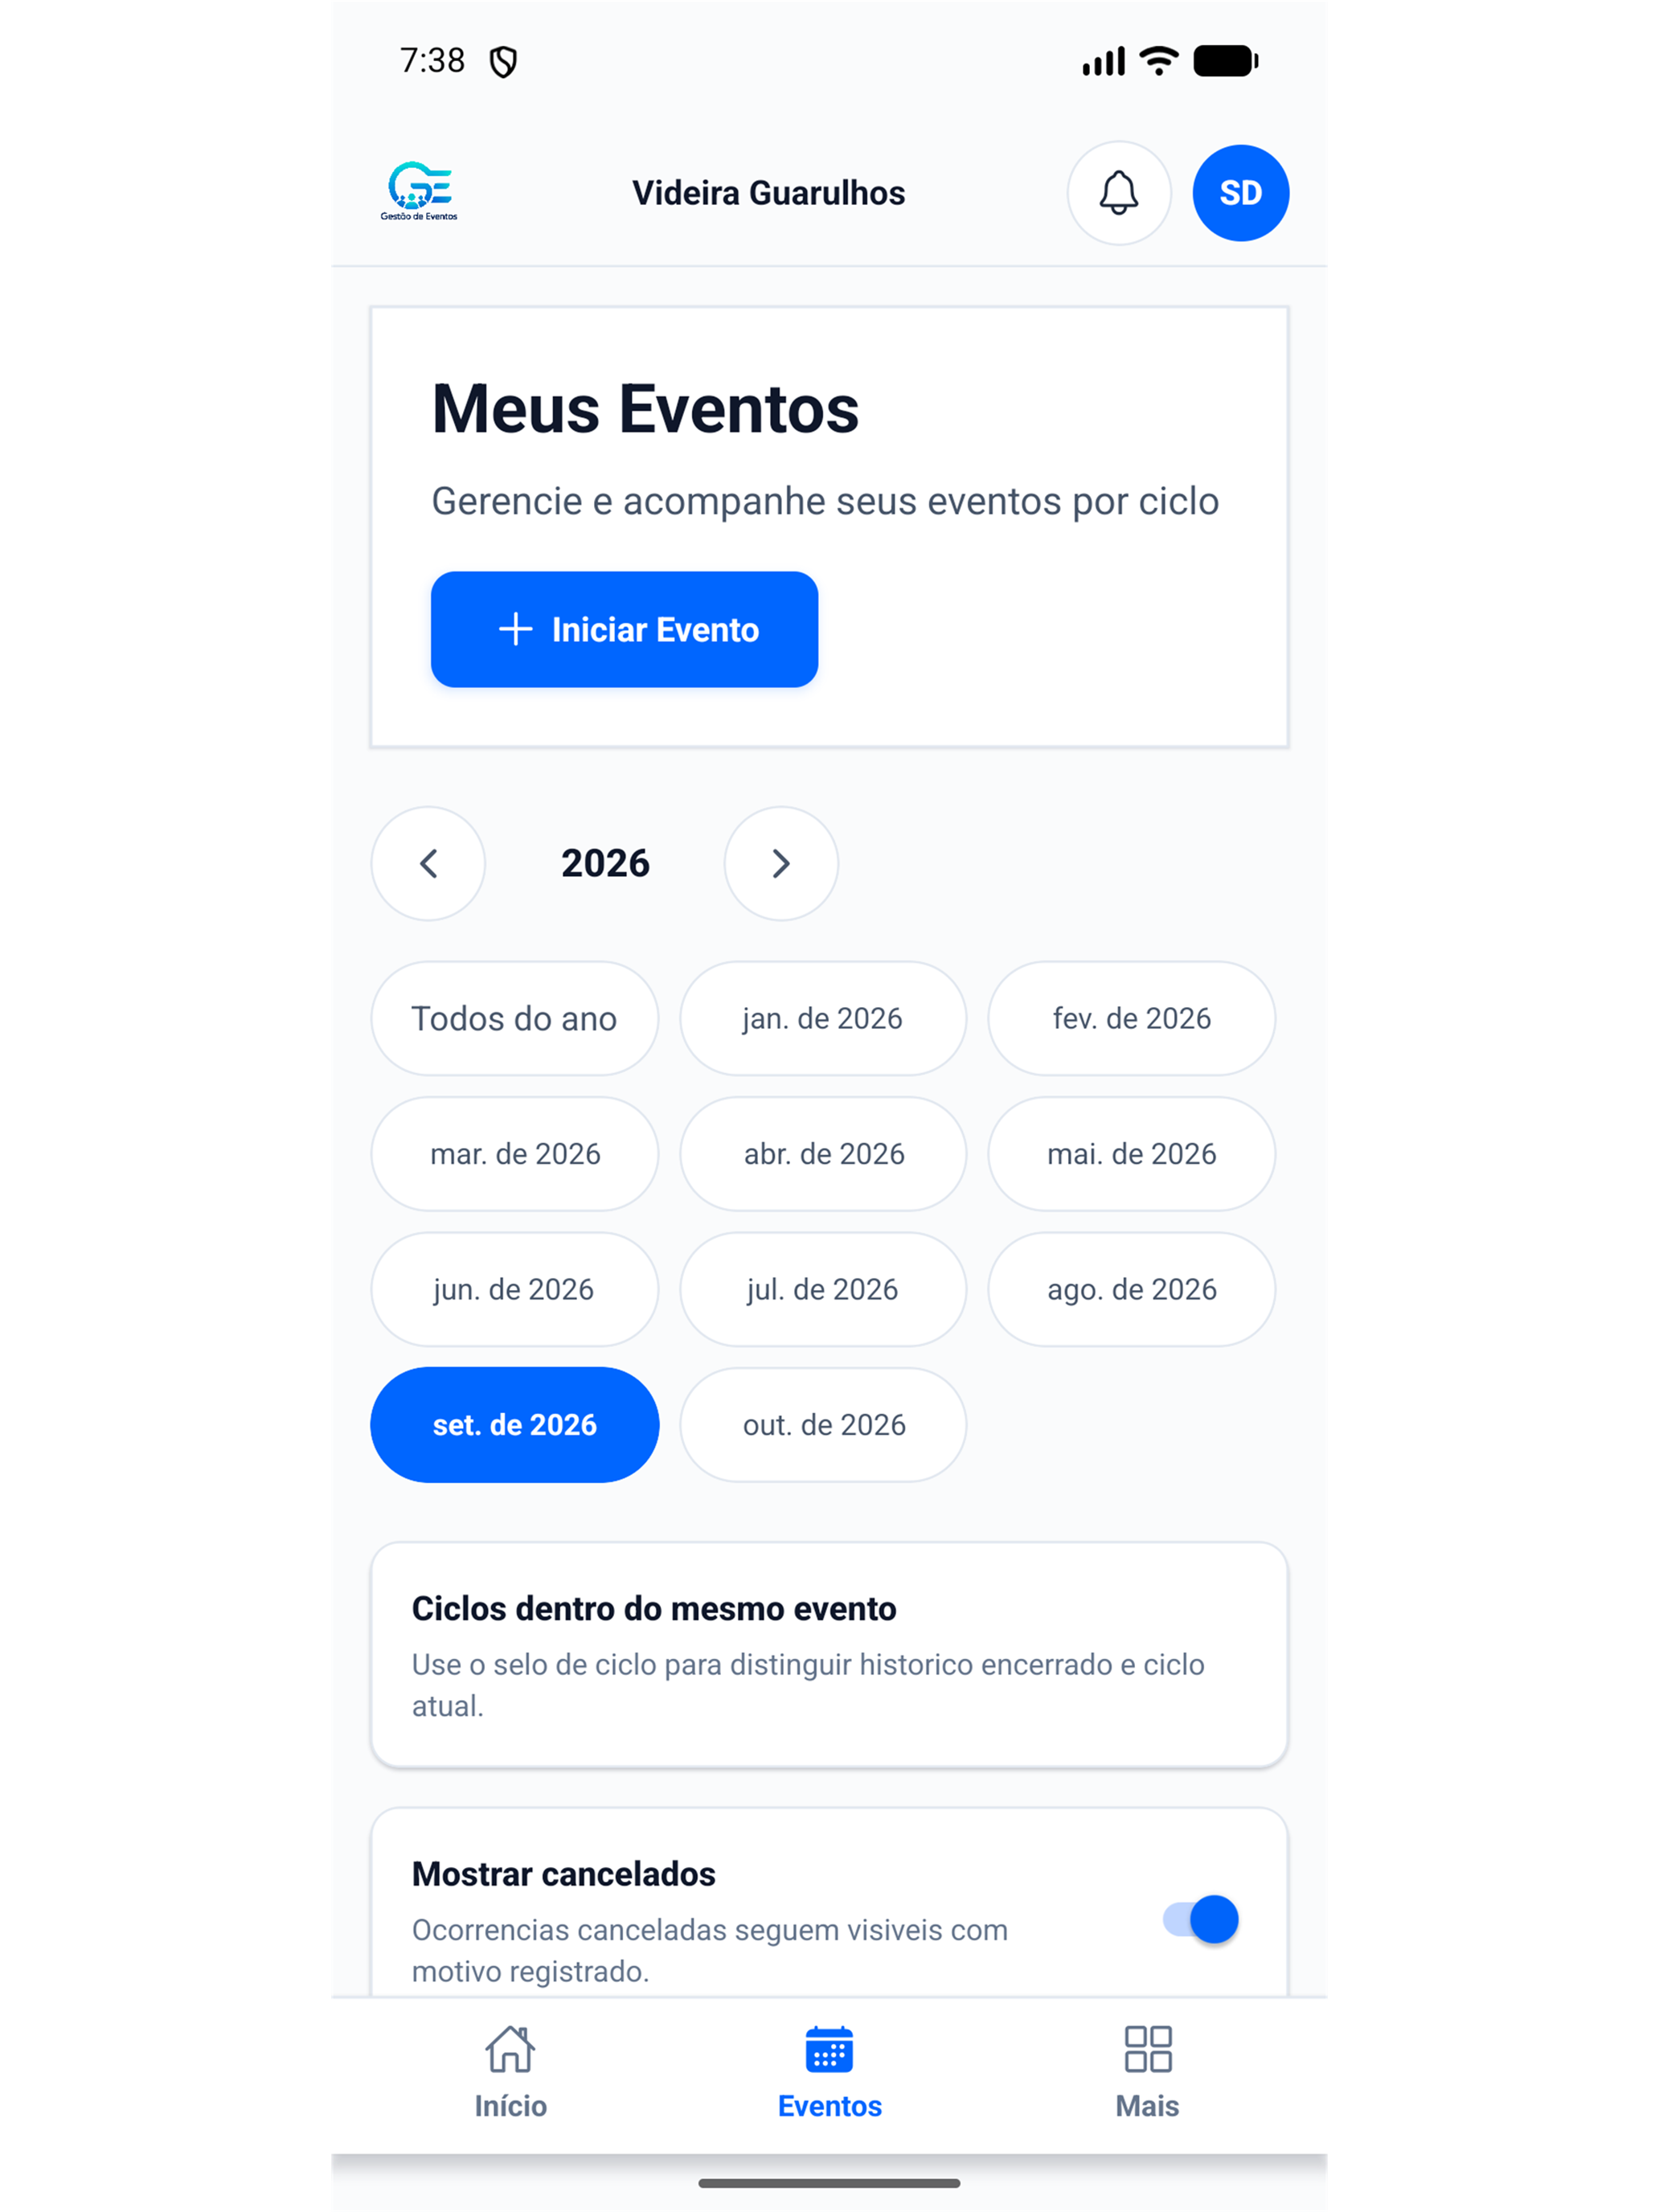 7:38
Gestão de Eventos
Videira Guarulhos
SD
Meus Eventos
Gerencie e acompanhe seus eventos por ciclo
Iniciar Evento
2026
Todos do ano
jan. de 2026
fev. de 2026
mar. de 2026
abr. de 2026
mai. de 2026
jun. de 2026
jul. de 2026
ago. de 2026
set. de 2026
out. de 2026
Ciclos dentro do mesmo evento
Use o selo de ciclo para distinguir historico encerrado e ciclo
atual.
Mostrar cancelados
Ocorrencias canceladas seguem visiveis com
motivo registrado.
Início
Eventos
Mais